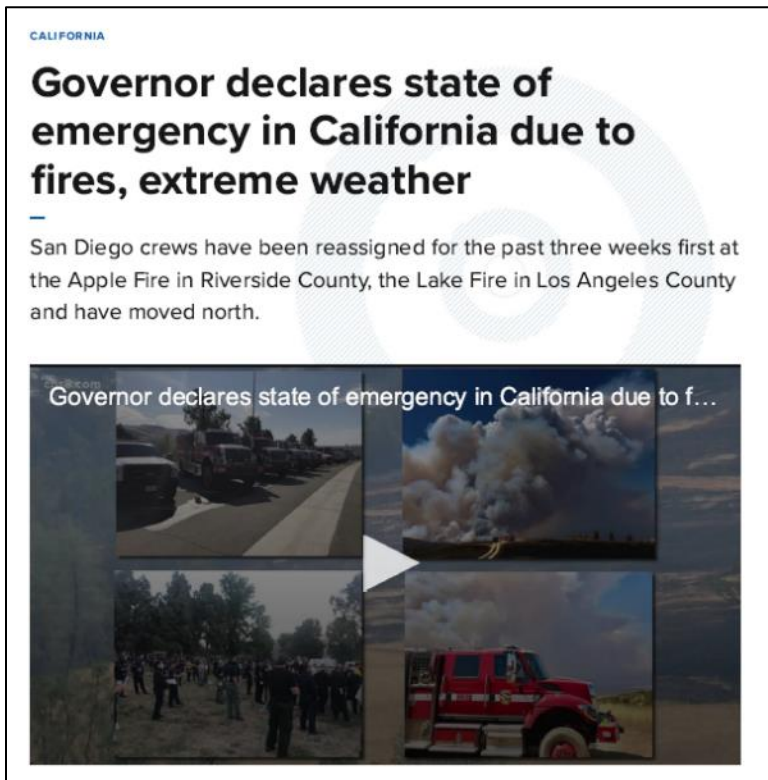 CALIFORNIA
Governor declares state of
emergency in California due to
fires, extreme weather
San Diego crews have been reassigned for the past three weeks first at
the Apple Fire in Riverside County, the Lake Fire in Los Angeles County
and have moved north.
Governor declares state of emergency in California due to f...